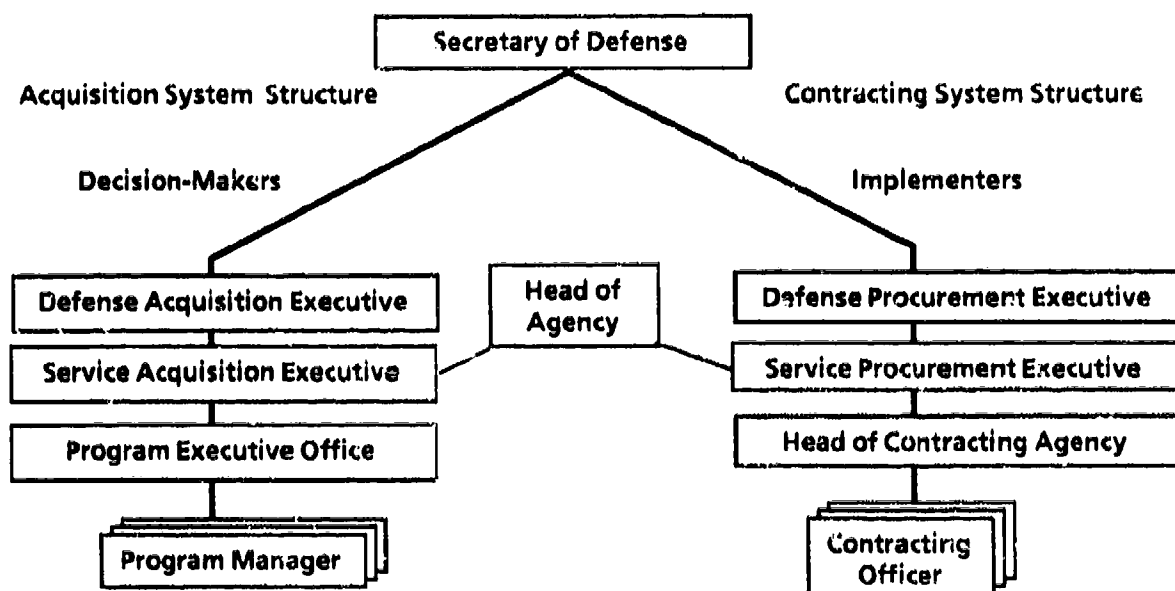 Secretary of Defense
Acquisition System Structure
Contracting System Structure
Decision-Makers
Implementers
Defense Acquisition Executive
Head of
Agency
Defense Procurement Executive
Service Acquisition Executive
Service Procurement Executive
Program Executive Office
Head of Contracting Agency
Program Manager
Contracting
Officer